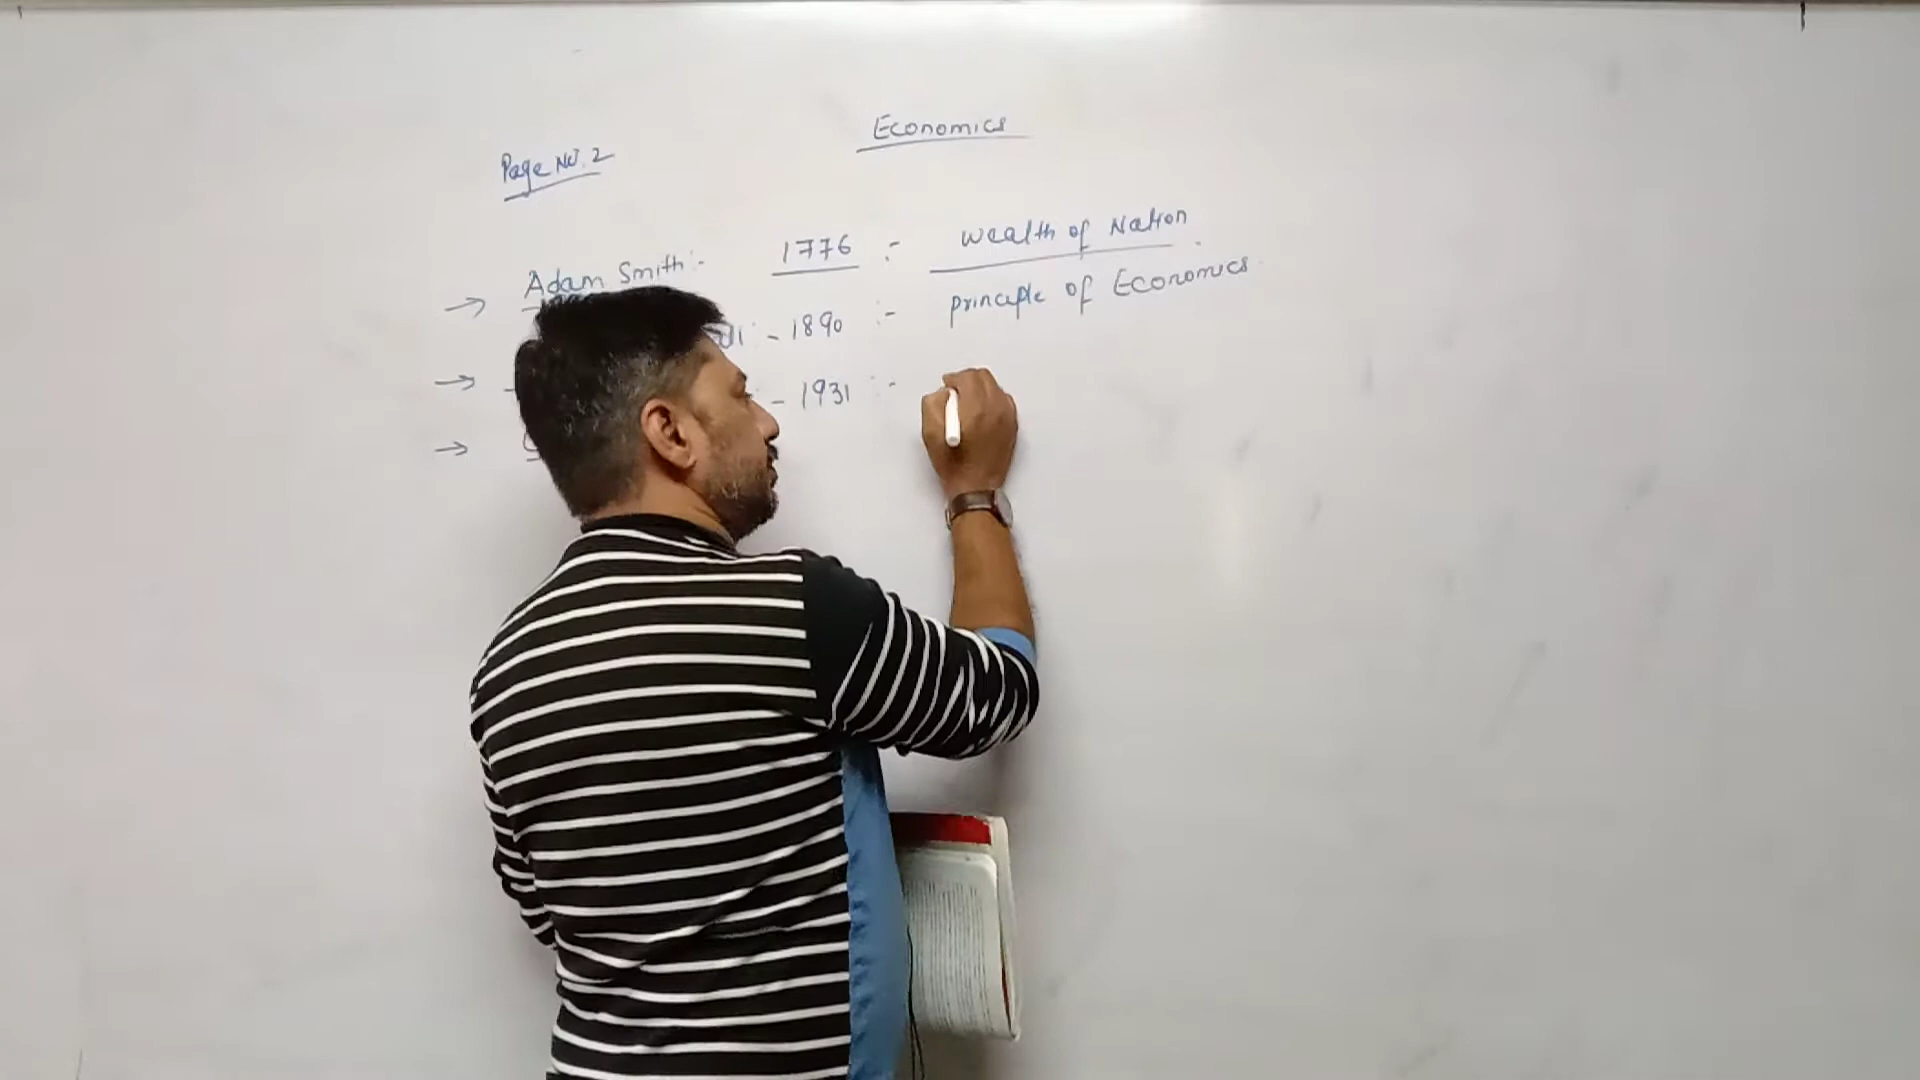 Economics
Page No. 2
→ Adam Smith :- 1776 :- Wealth of Nation
→ - 1890 :- principle of Economics
→ - 1931 :-